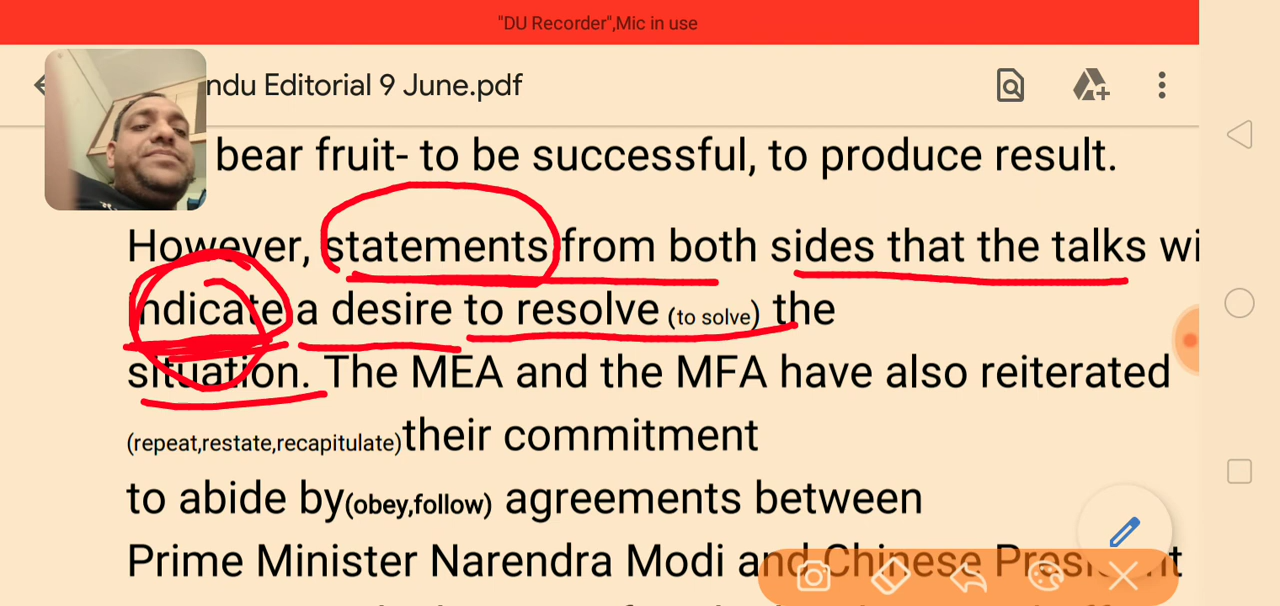 "DU Recorder",Mic in use
ndu Editorial 9 June.pdf
bear fruit- to be successful, to produce result.
However, statements from both sides that the talks wi
indicate a desire to resolve (to solve) the
situation. The MEA and the MFA have also reiterated
(repeat,restate,recapitulate)their commitment
to abide by(obey,follow) agreements between
Prime Minister Narendra Modi and Chinese